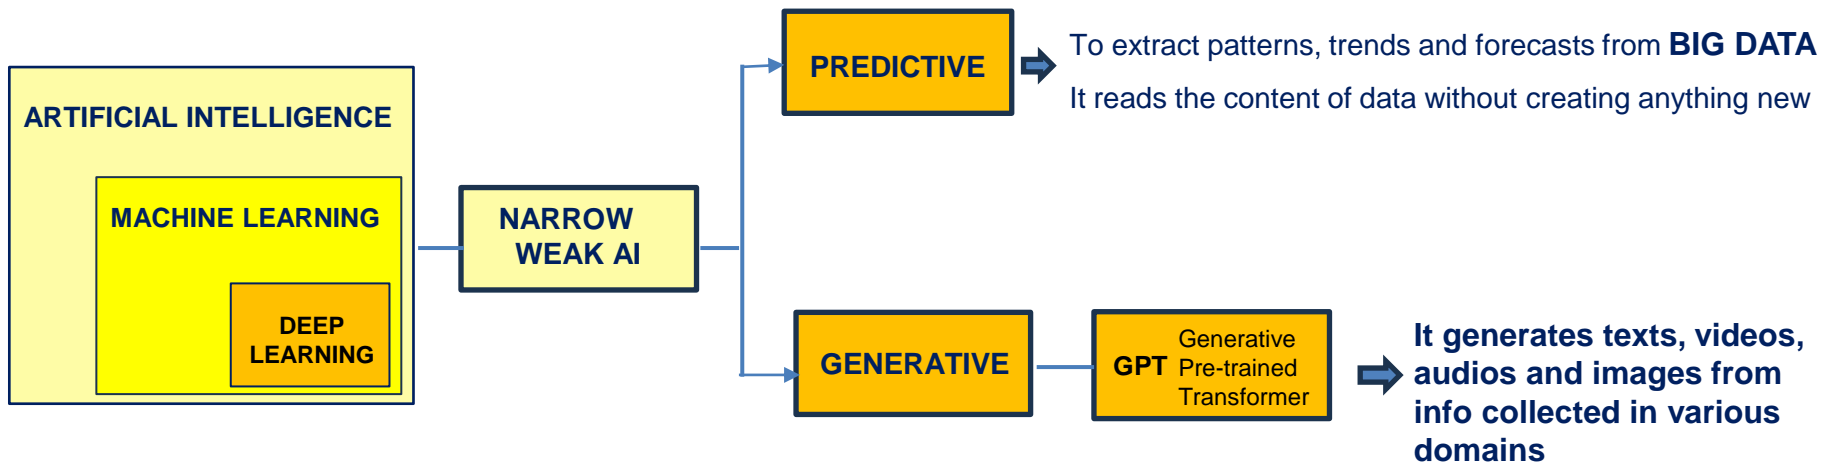 ARTIFICIAL INTELLIGENCE
MACHINE LEARNING
DEEP
LEARNING
NARROW
WEAK AI
PREDICTIVE
To extract patterns, trends and forecasts from BIG DATA
It reads the content of data without creating anything new
GENERATIVE
GPT
Generative
Pre-trained
Transformer
It generates texts, videos,
audios and images from
info collected in various
domains